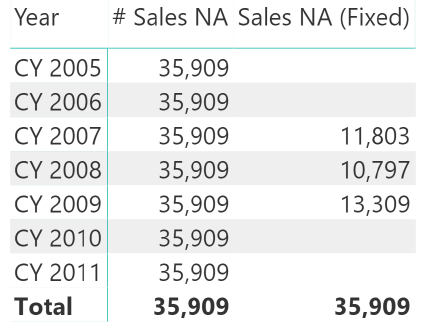 Year # Sales NA Sales NA (Fixed)
CY 2005 35,909
CY 2006 35,909
CY 2007 35,909 11,803
CY 2008 35,909 10,797
CY 2009 35,909 13,309
CY 2010 35,909
CY 2011 35,909
Total 35,909 35,909